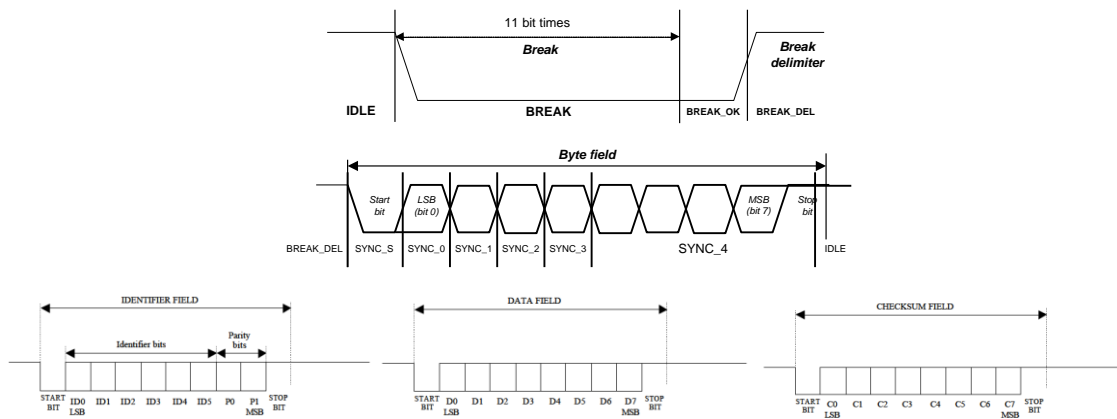 11 bit times
Break
Break
delimiter
IDLE
BREAK
BREAK_OK
BREAK_DEL
Byte field
Start
bit
LSB
(bit 0)
MSB
(bit 7)
Stop
bit
BREAK_DEL
SYNC_S
SYNC_0
SYNC_1
SYNC_2
SYNC_3
SYNC_4
IDLE
IDENTIFIER FIELD
Identifier bits
Parity
bits
START
BIT
ID0
LSB
ID1
ID2
ID3
ID4
ID5
P0
P1
MSB
STOP
BIT
DATA FIELD
START
BIT
D0
LSB
D1
D2
D3
D4
D5
D6
D7
MSB
STOP
BIT
CHECKSUM FIELD
START
BIT
C0
LSB
C1
C2
C3
C4
C5
C6
C7
MSB
STOP
BIT